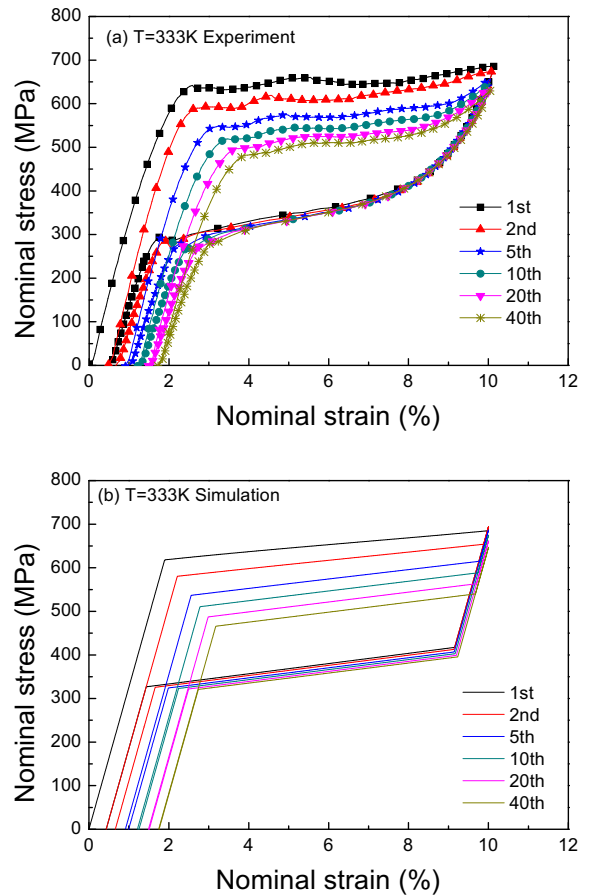 800
(a) T=333K Experiment
700
600
500
400
300
200
100
0
Nominal stress (MPa)
1st
2nd
5th
10th
20th
40th
0 2 4 6 8 10 12
Nominal strain (%)
800
(b) T=333K Simulation
700
600
500
400
300
200
100
0
Nominal stress (MPa)
1st
2nd
5th
10th
20th
40th
0 2 4 6 8 10 12
Nominal strain (%)